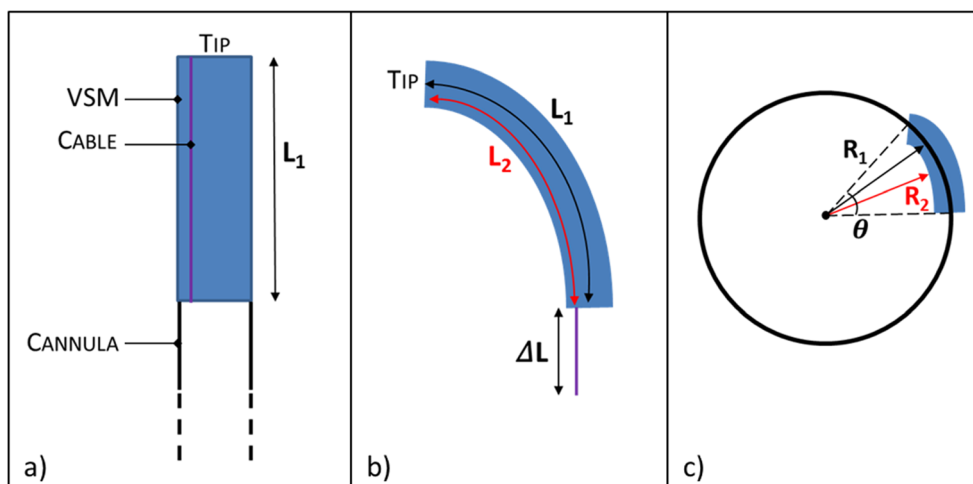 TIP
VSM
CABLE
L1
CANNULA
a)
TIP
L1
L2
ΔL
b)
R1
R2
θ
c)